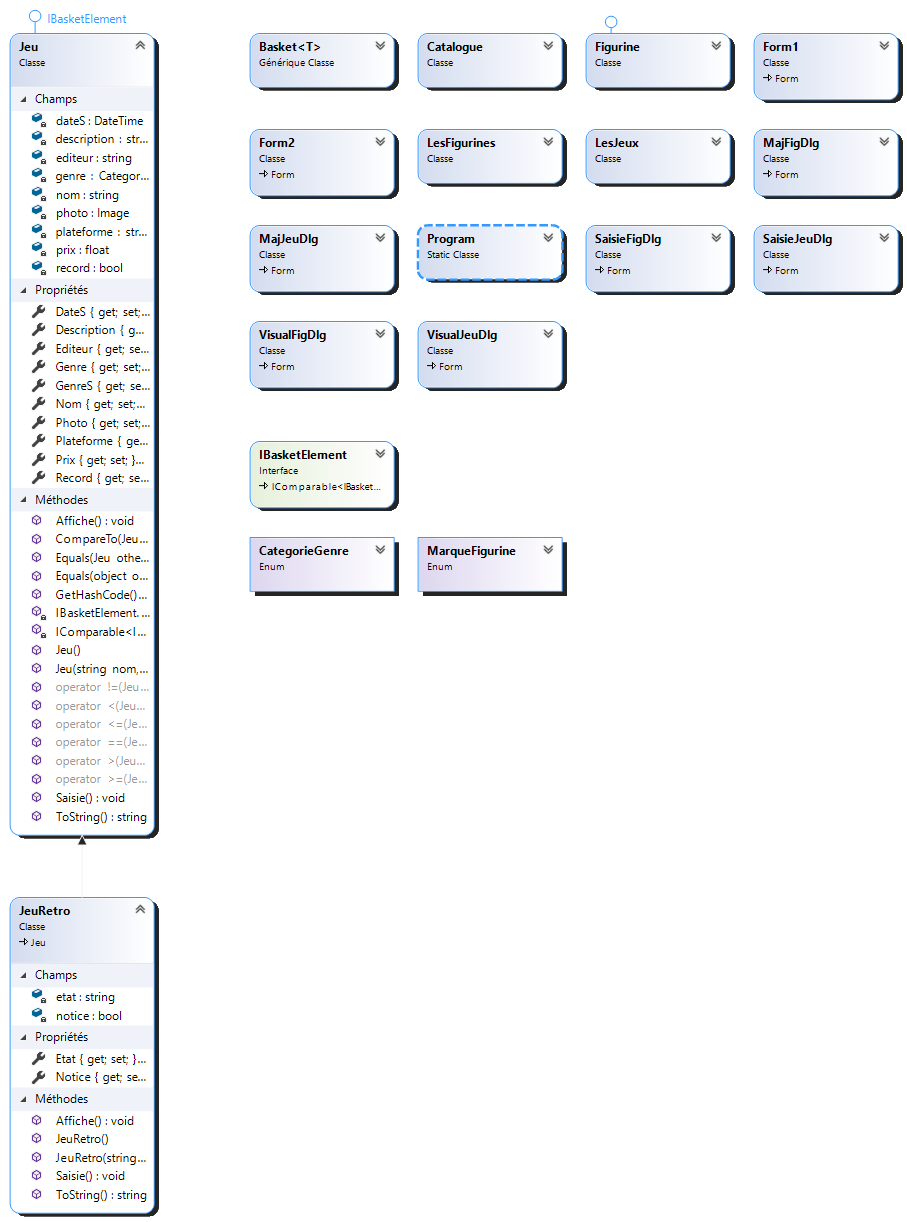 IBasketElement
Jeu
Classe
Champs
dateS : DateTime
description : str...
editeur : string
genre : Categor...
nom : string
photo : Image
plateforme : str...
prix : float
record : bool
Propriétés
DateS { get; set;...
Description { g...
Editeur { get; se...
Genre { get; set;...
GenreS { get; se...
Nom { get; set;...
Photo { get; set;...
Plateforme { ge...
Prix { get; set; }...
Record { get; se...
Méthodes
Affiche() : void
CompareTo(Jeu...
Equals(Jeu othe...
Equals(object o...
GetHashCode()...
IBasketElement....
IComparable<I...
Jeu()
Jeu(string nom,...
operator !=(Jeu...
operator <(Jeu...
operator <=(Je...
operator ==(Je...
operator >(Jeu...
operator >=(Je...
Saisie() : void
ToString() : string
JeuRetro
Classe
Jeu
Champs
etat : string
notice : bool
Propriétés
Etat { get; set; }...
Notice { get; se...
Méthodes
Affiche() : void
JeuRetro()
JeuRetro(string...
Saisie() : void
ToString() : string
Basket<T>
Générique Classe
Catalogue
Classe
Figurine
Classe
Form1
Classe
Form
Form2
Classe
Form
LesFigurines
Classe
LesJeux
Classe
MajFigDlg
Classe
Form
MajJeuDlg
Classe
Form
Program
Static Classe
SaisieFigDlg
Classe
Form
SaisieJeuDlg
Classe
Form
VisualFigDlg
Classe
Form
VisualJeuDlg
Classe
Form
IBasketElement
Interface
IComparable<IBasket...
CategorieGenre
Enum
MarqueFigurine
Enum